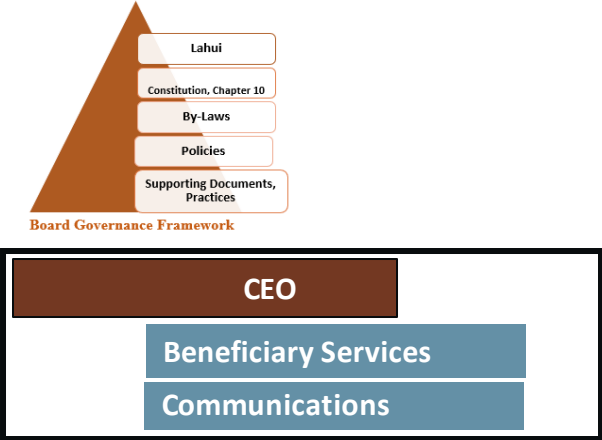 Lahui
Constitution, Chapter 10
By-Laws
Policies
Supporting Documents,
Practices
Board Governance Framework
CEO
Beneficiary Services
Communications